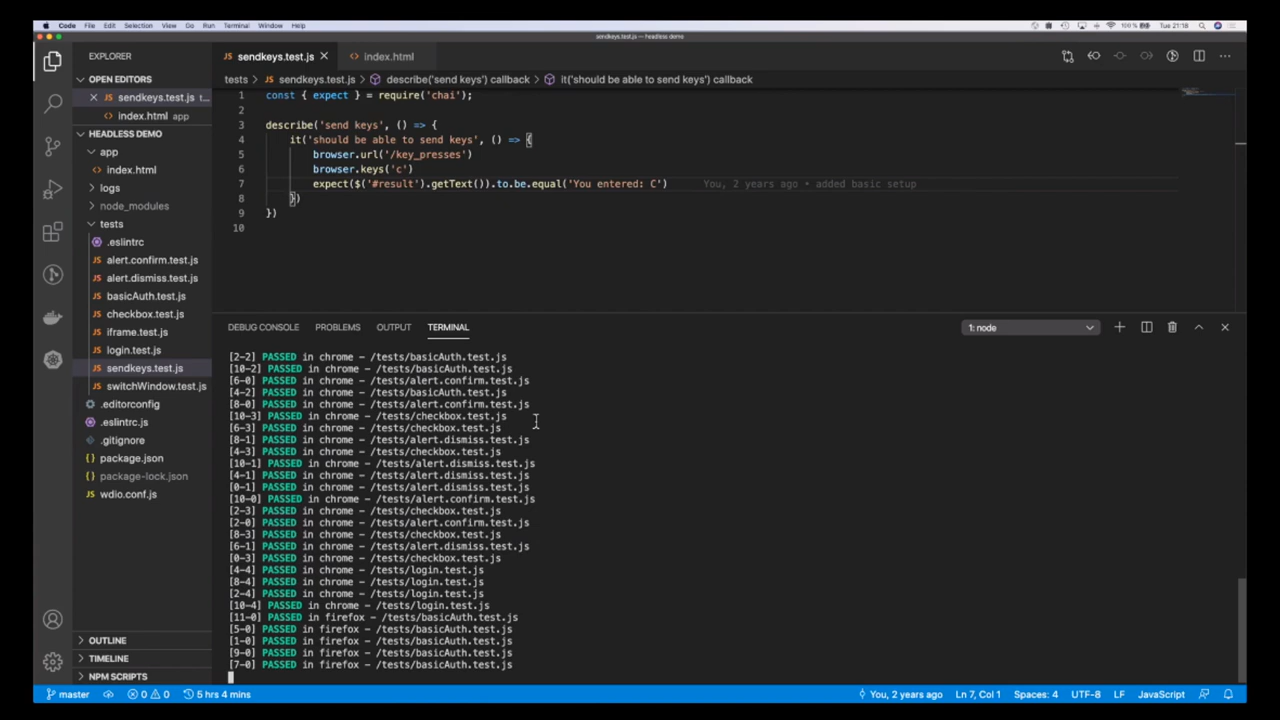 Code File Edit Selection View Go Run Terminal Window Help
100% Tue 21:18
sendkeys.test.js — headless demo
EXPLORER
JS sendkeys.test.js
index.html
OPEN EDITORS
sendkeys.test.js t...
index.html app
HEADLESS DEMO
app
index.html
logs
node_modules
tests
.eslintrc
JS alert.confirm.test.js
JS alert.dismiss.test.js
JS basicAuth.test.js
JS checkbox.test.js
JS iframe.test.js
JS login.test.js
JS sendkeys.test.js
JS switchWindow.test.js
.editorconfig
.eslintrc.js
.gitignore
package.json
package-lock.json
JS wdio.conf.js
OUTLINE
TIMELINE
NPM SCRIPTS
tests > JS sendkeys.test.js > describe('send keys') callback > it('should be able to send keys') callback
1 const { expect } = require('chai');
2
3 describe('send keys', () => {
4 it('should be able to send keys', () => {
5 browser.url('/key_presses')
6 browser.keys('c')
7 expect($('#result').getText()).to.be.equal('You entered: C') You, 2 years ago • added basic setup
8 })
9 })
10
DEBUG CONSOLE PROBLEMS OUTPUT TERMINAL
1: node
[2-2] PASSED in chrome - /tests/basicAuth.test.js
[10-2] PASSED in chrome - /tests/basicAuth.test.js
[6-0] PASSED in chrome - /tests/alert.confirm.test.js
[4-2] PASSED in chrome - /tests/basicAuth.test.js
[8-0] PASSED in chrome - /tests/alert.confirm.test.js
[10-3] PASSED in chrome - /tests/checkbox.test.js
[6-3] PASSED in chrome - /tests/checkbox.test.js
[8-1] PASSED in chrome - /tests/alert.dismiss.test.js
[4-3] PASSED in chrome - /tests/checkbox.test.js
[10-1] PASSED in chrome - /tests/alert.dismiss.test.js
[4-1] PASSED in chrome - /tests/alert.dismiss.test.js
[0-1] PASSED in chrome - /tests/alert.dismiss.test.js
[10-0] PASSED in chrome - /tests/alert.confirm.test.js
[2-3] PASSED in chrome - /tests/checkbox.test.js
[2-0] PASSED in chrome - /tests/alert.confirm.test.js
[8-3] PASSED in chrome - /tests/checkbox.test.js
[6-1] PASSED in chrome - /tests/alert.dismiss.test.js
[0-3] PASSED in chrome - /tests/checkbox.test.js
[4-4] PASSED in chrome - /tests/login.test.js
[8-4] PASSED in chrome - /tests/login.test.js
[2-4] PASSED in chrome - /tests/login.test.js
[10-4] PASSED in chrome - /tests/login.test.js
[11-0] PASSED in firefox - /tests/basicAuth.test.js
[5-0] PASSED in firefox - /tests/basicAuth.test.js
[1-0] PASSED in firefox - /tests/basicAuth.test.js
[9-0] PASSED in firefox - /tests/basicAuth.test.js
[7-0] PASSED in firefox - /tests/basicAuth.test.js
master 0 0 5 hrs 4 mins You, 2 years ago Ln 7, Col 1 Spaces: 4 UTF-8 LF JavaScript